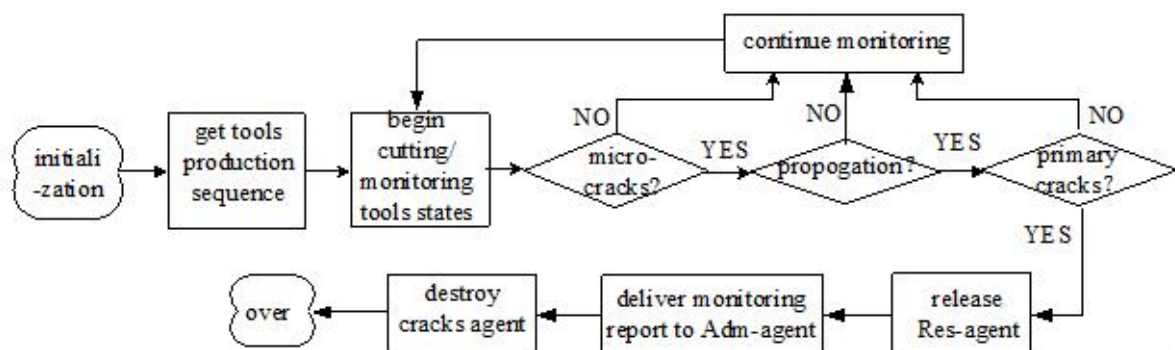 continue monitoring
NO
NO
NO
initiali
-zation
get tools
production
sequence
begin
cutting/
monitoring
tools states
micro-
cracks?
YES
propogation?
YES
primary
cracks?
YES
over
destroy
cracks agent
deliver monitoring
report to Adm-agent
release
Res-agent